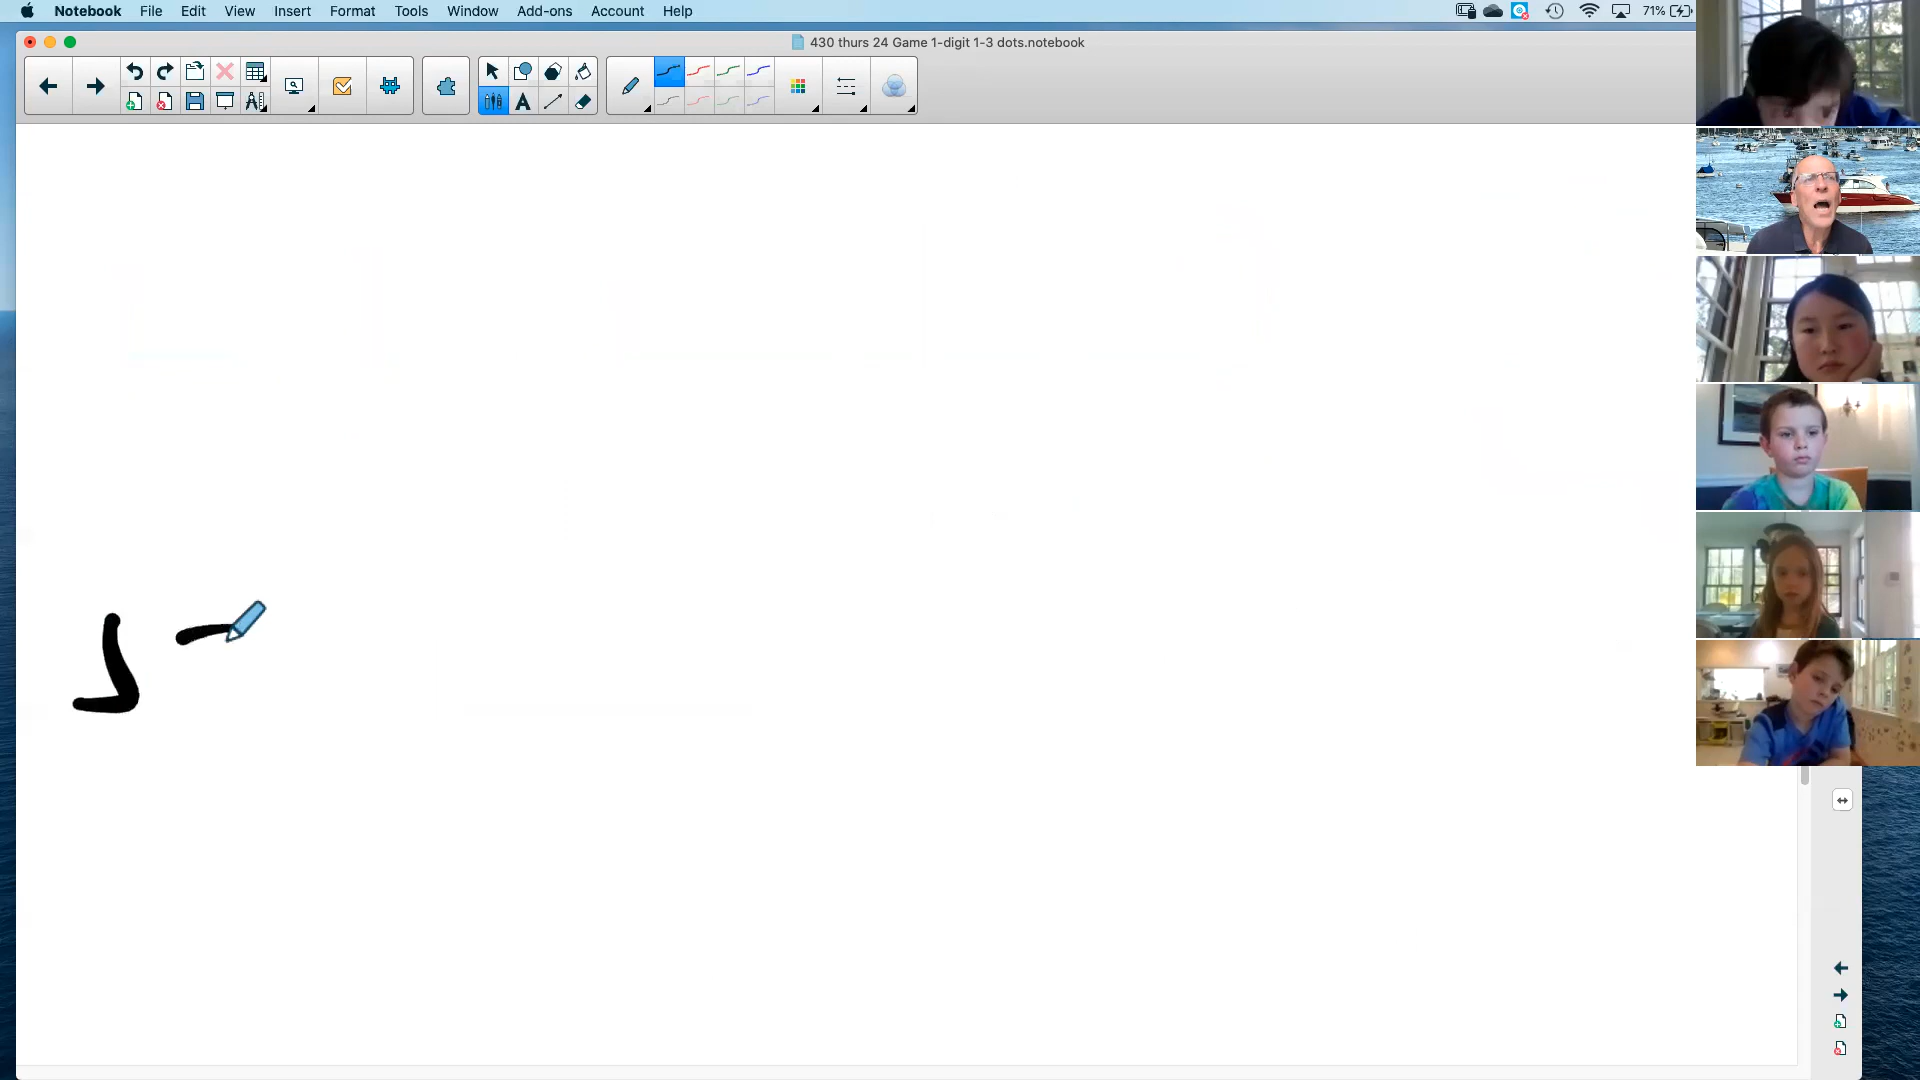 Notebook File Edit View Insert Format Tools Window Add-ons Account Help 71%
430 thurs 24 Game 1-digit 1-3 dots.notebook
A